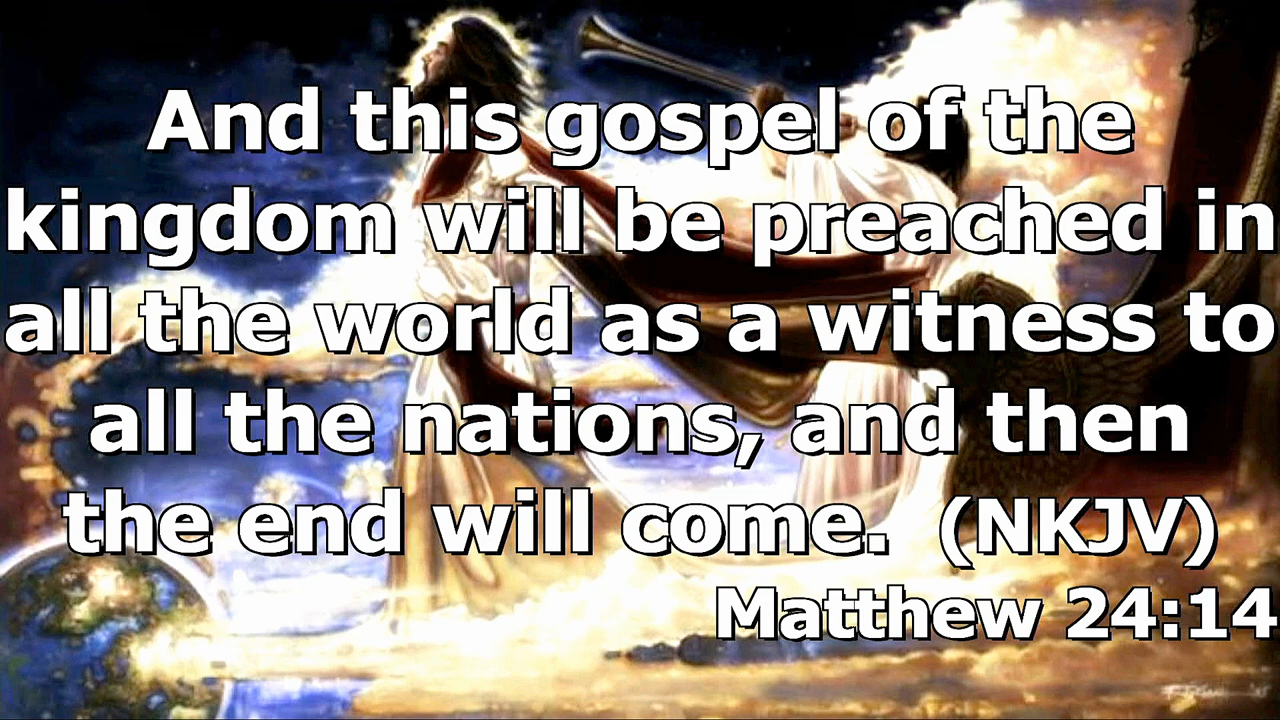 And this gospel of the
kingdom will be preached in
all the world as a witness to
all the nations, and then
the end will come. (NKJV)
Matthew 24:14